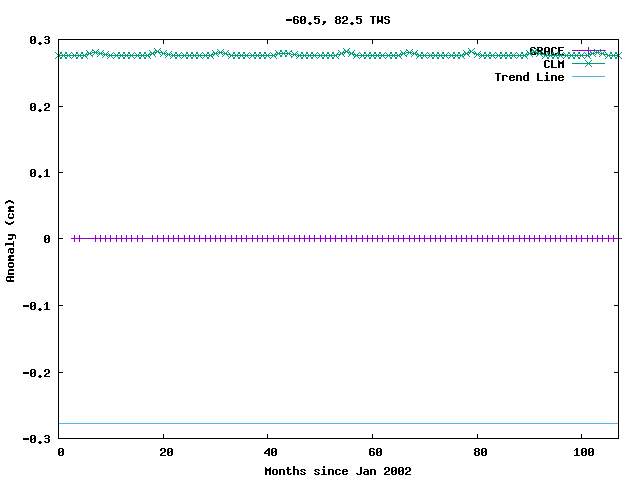 -60.5, 82.5 TWS
0.3
0.2
0.1
0
-0.1
-0.2
-0.3
Anomaly (cm)
GRACE
CLM
Trend Line
0 20 40 60 80 100
Months since Jan 2002